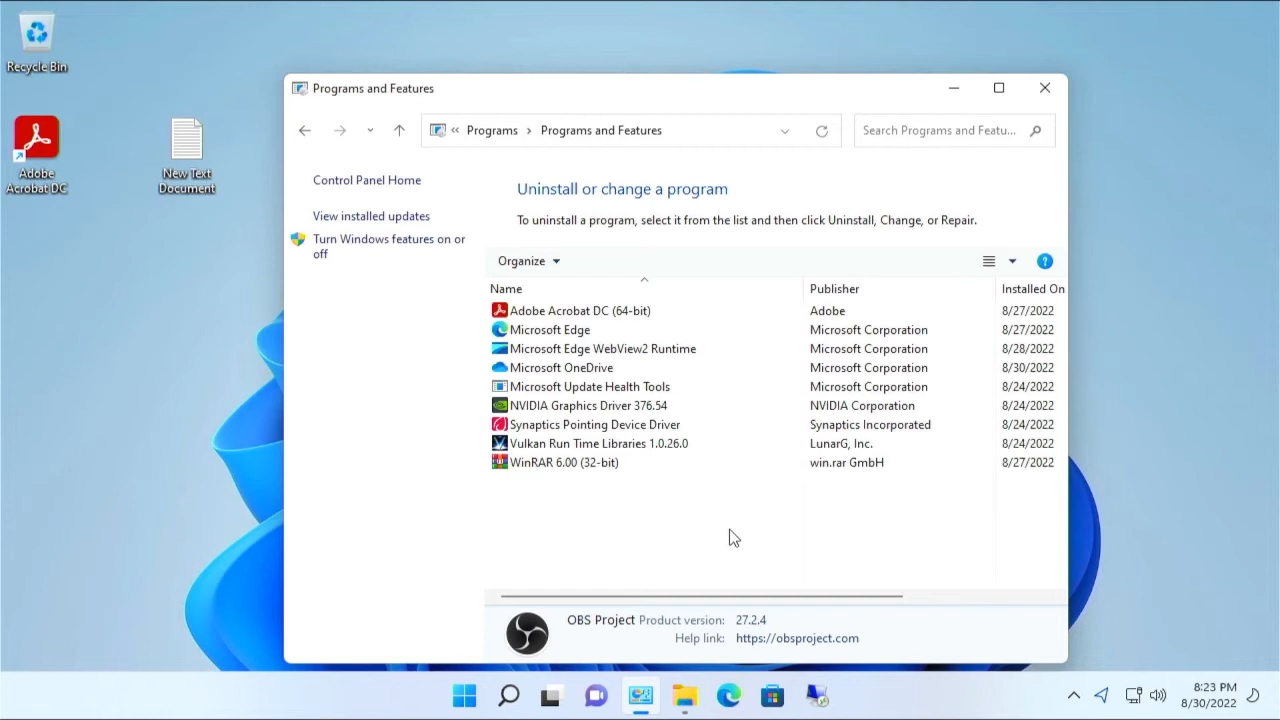 Recycle Bin
Adobe
Acrobat DC
New Text
Document
Programs and Features
Programs
Programs and Features
Search Programs and Featu...
Control Panel Home
View installed updates
Turn Windows features on or
off
Uninstall or change a program
To uninstall a program, select it from the list and then click Uninstall, Change, or Repair.
Organize
Name Publisher Installed On
Adobe Acrobat DC (64-bit) Adobe 8/27/2022
Microsoft Edge Microsoft Corporation 8/27/2022
Microsoft Edge WebView2 Runtime Microsoft Corporation 8/28/2022
Microsoft OneDrive Microsoft Corporation 8/30/2022
Microsoft Update Health Tools Microsoft Corporation 8/24/2022
NVIDIA Graphics Driver 376.54 NVIDIA Corporation 8/24/2022
Synaptics Pointing Device Driver Synaptics Incorporated 8/24/2022
Vulkan Run Time Libraries 1.0.26.0 LunarG, Inc. 8/24/2022
WinRAR 6.00 (32-bit) win.rar GmbH 8/27/2022
OBS Project Product version: 27.2.4
Help link: https://obsproject.com
8:23 PM
8/30/2022